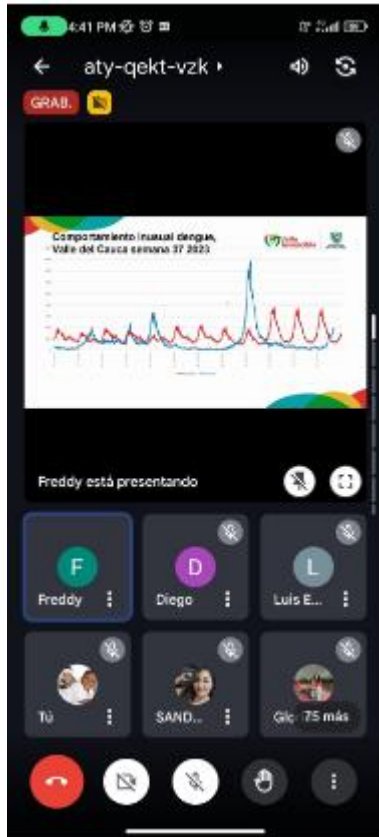 4:41 PM
aty-qekt-vzk
GRAB.
Comportamiento inusual dengue,
Valle del Cauca semana 37 2023
Freddy está presentando
F
D
L
Freddy
Diego
Luis E...
Tú
SAND...
75 más